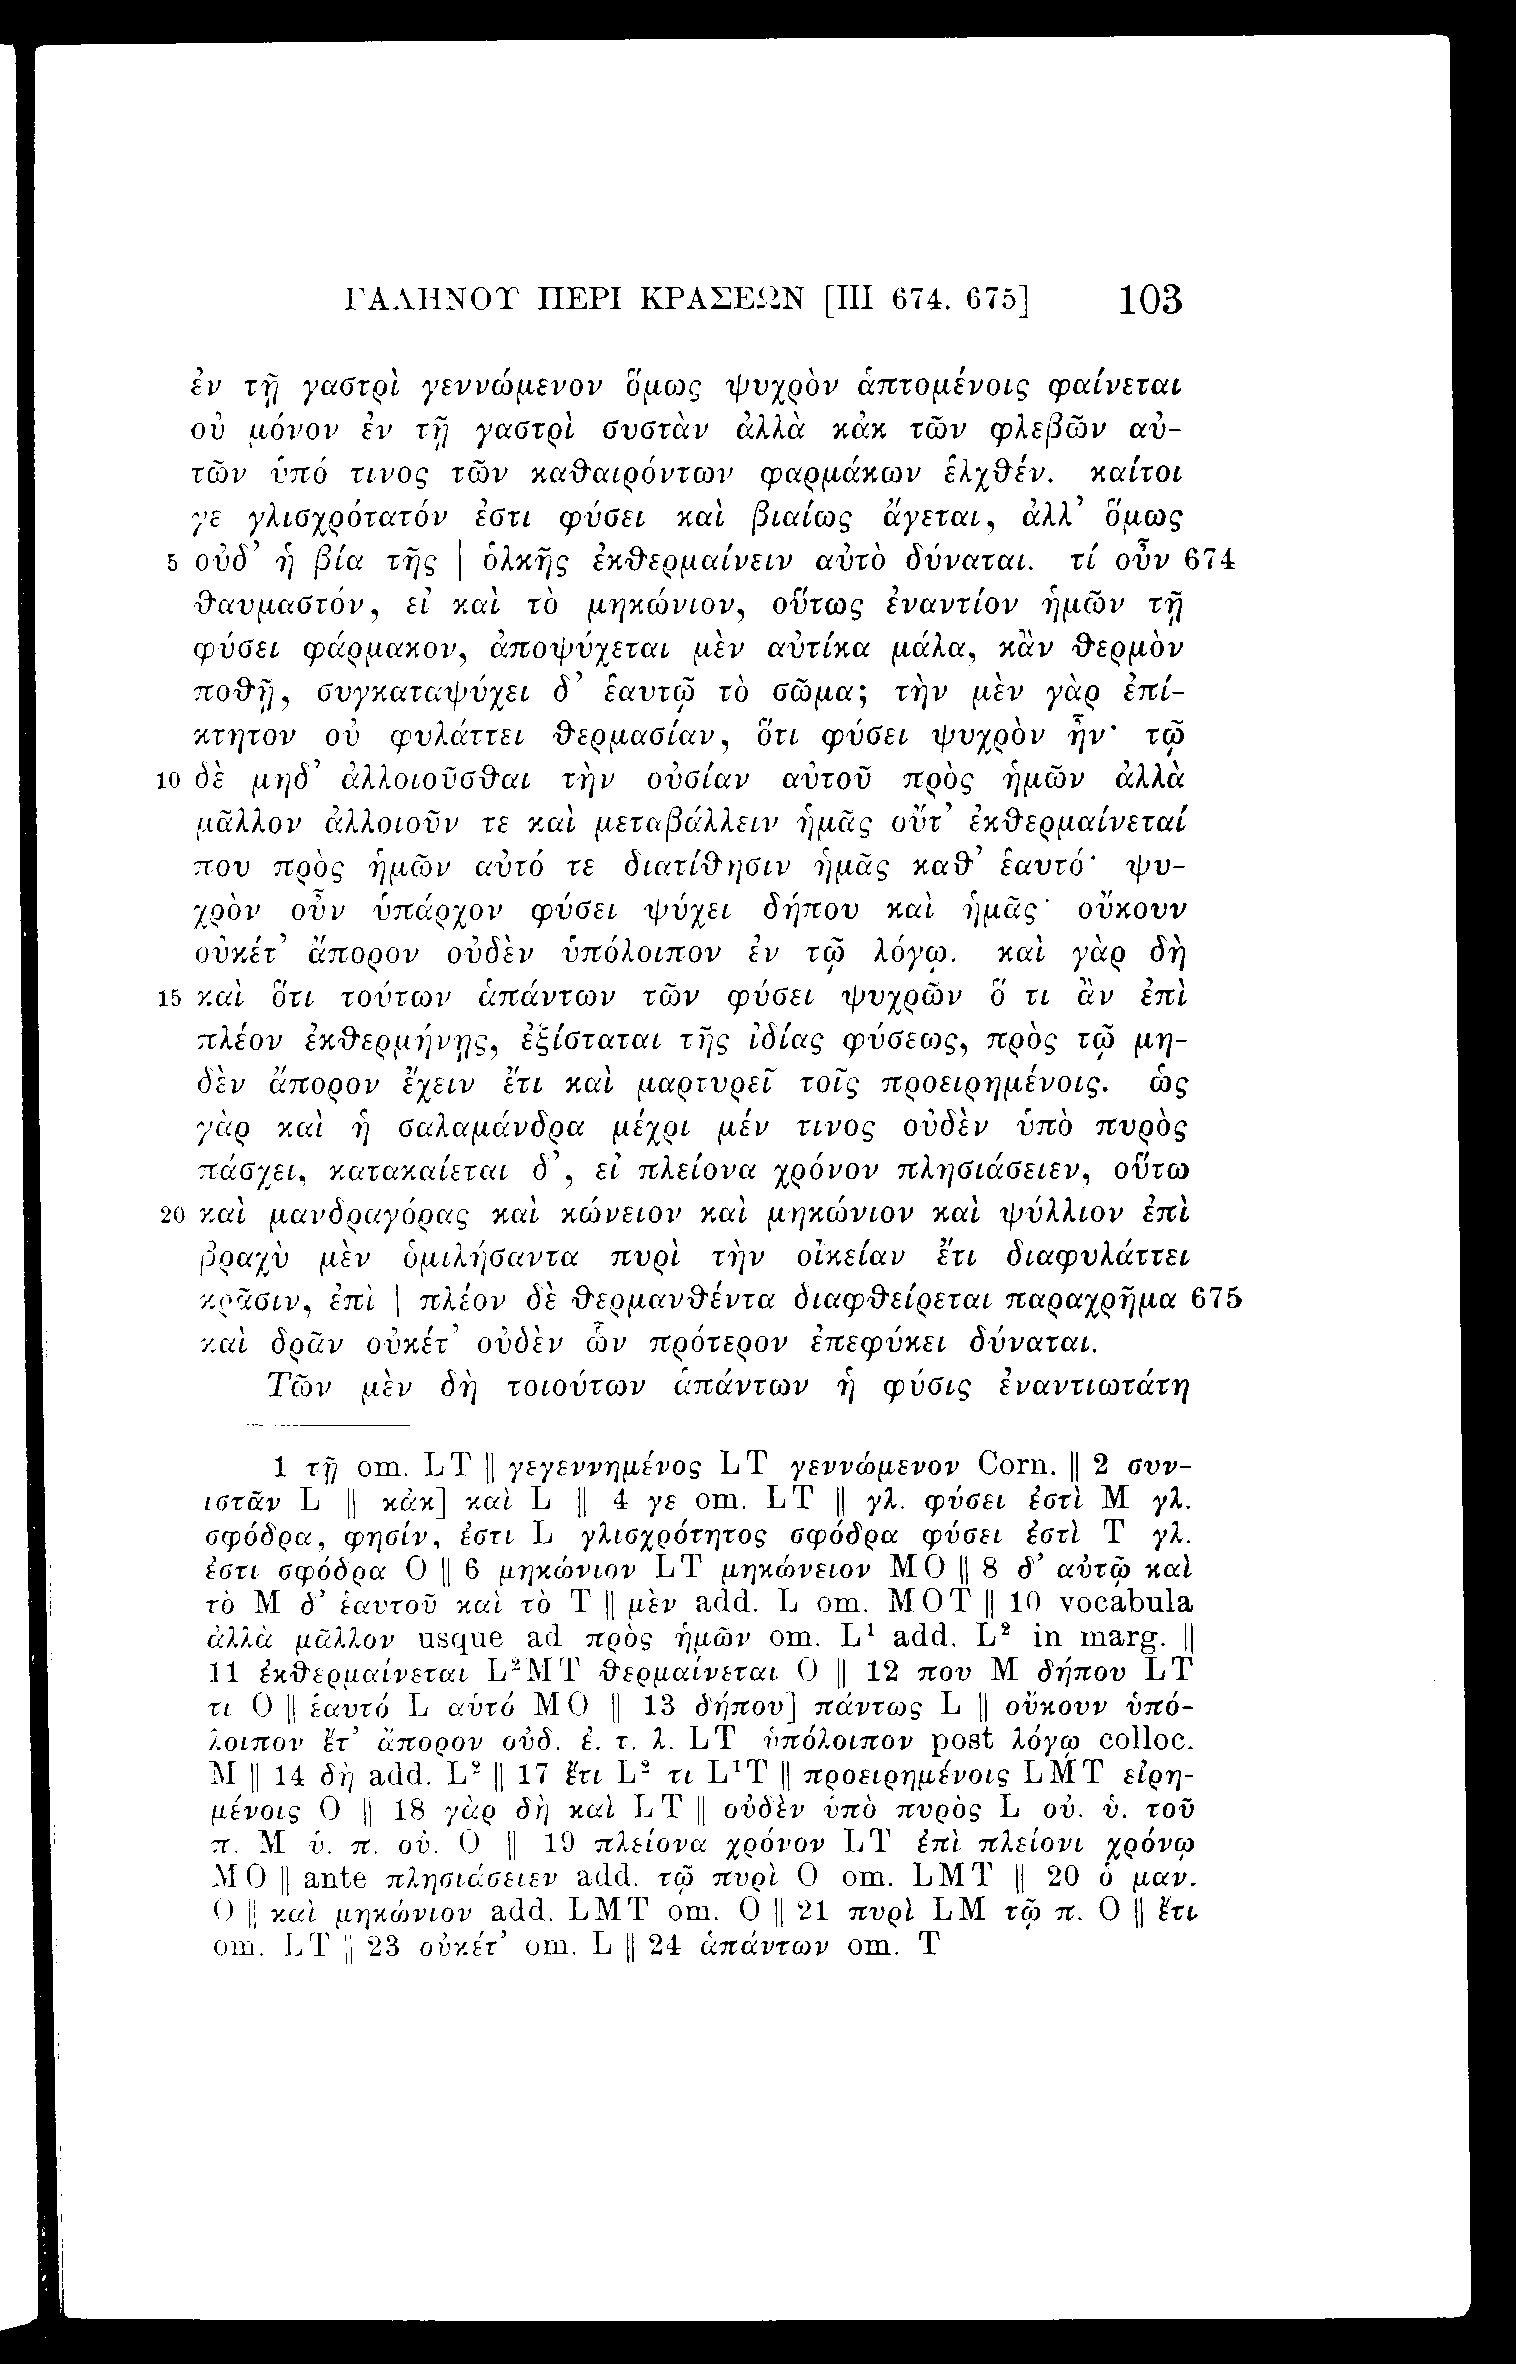 ΓΑΛΗΝΟΥ ΠΕΡΙ ΚΡΑΣΕΩΝ [III 674. 675] 103
ἐν τῇ γαστρὶ γεννώμενον ὅμως ψυχρὸν ἁπτομένοις φαίνεται
οὐ μόνον ἐν τῇ γαστρὶ συστὰν ἀλλὰ κἀκ τῶν φλεβῶν αὐ-
τῶν ὑπό τινος τῶν καθαιρόντων φαρμάκων ἑλχθέν. καίτοι
γε γλισχρότατόν ἐστι φύσει καὶ βιαίως ἄγεται, ἀλλ’ ὅμως
5 οὐδ’ ἡ βία τῆς | ὁλκῆς ἐκθερμαίνειν αὐτὸ δύναται. τί οὖν 674
θαυμαστόν, εἰ καὶ τὸ μηκώνιον, οὕτως ἐναντίον ἡμῶν τῇ
φύσει φάρμακον, ἀποψύχεται μὲν αὐτίκα μάλα, κἂν θερμὸν
ποθῇ, συγκαταψύχει δ’ ἑαυτῷ τὸ σῶμα; τὴν μὲν γὰρ ἐπί-
κτητον οὐ φυλάττει θερμασίαν, ὅτι φύσει ψυχρὸν ἦν· τῷ
10 δὲ μηδ’ ἀλλοιοῦσθαι τὴν οὐσίαν αὐτοῦ πρὸς ἡμῶν ἀλλὰ
μᾶλλον ἀλλοιοῦν τε καὶ μεταβάλλειν ἡμᾶς οὔτ’ ἐκθερμαίνεταί
που πρὸς ἡμῶν αὐτό τε διατίθησιν ἡμᾶς καθ’ ἑαυτό· ψυ-
χρὸν οὖν ὑπάρχον φύσει ψύχει δήπου καὶ ἡμᾶς· οὔκουν
οὐκέτ’ ἄπορον οὐδὲν ὑπόλοιπον ἐν τῷ λόγῳ. καὶ γὰρ δὴ
15 καὶ ὅτι τούτων ἁπάντων τῶν φύσει ψυχρῶν ὅ τι ἂν ἐπὶ
πλέον ἐκθερμήνῃς, ἐξίσταται τῆς ἰδίας φύσεως, πρὸς τῷ μη-
δὲν ἄπορον ἔχειν ἔτι καὶ μαρτυρεῖ τοῖς προειρημένοις. ὡς
γὰρ καὶ ἡ σαλαμάνδρα μέχρι μέν τινος οὐδὲν ὑπὸ πυρὸς
πάσχει, κατακαίεται δ’, εἰ πλείονα χρόνον πλησιάσειεν, οὕτω
20 καὶ μανδραγόρας καὶ κώνειον καὶ μηκώνιον καὶ ψύλλιον ἐπὶ
βραχὺ μὲν ὁμιλήσαντα πυρὶ τὴν οἰκείαν ἔτι διαφυλάττει
κρᾶσιν, ἐπὶ | πλέον δὲ θερμανθέντα διαφθείρεται παραχρῆμα 675
καὶ δρᾶν οὐκέτ’ οὐδὲν ὧν πρότερον ἐπεφύκει δύναται.
Τῶν μὲν δὴ τοιούτων ἁπάντων ἡ φύσις ἐναντιωτάτη
1 τῇ om. LT || γεγεννημένος LT γεννώμενον Corn. || 2 συν-
ιστᾶν L || κἀκ] καὶ L || 4 γε om. LT || γλ. φύσει ἐστὶ M γλ.
σφόδρα, φησίν, ἐστι L γλισχρότητος σφόδρα φύσει ἐστὶ T γλ.
ἐστι σφόδρα O || 6 μηκώνιον LT μηκώνειον MO || 8 δ’ αὐτῷ καὶ
τὸ M δ’ ἑαυτοῦ καὶ τὸ T || μὲν add. L om. MOT || 10 vocabula
ἀλλὰ μᾶλλον usque ad πρὸς ἡμῶν om. L¹ add. L² in marg. ||
11 ἐκθερμαίνεται L²MT θερμαίνεται O || 12 που M δήπου LT
τι O || ἑαυτό L αὑτό MO || 13 δήπου] πάντως L || οὔκουν ὑπό-
λοιπον ἔτ’ ἄπορον οὐδ. ἐ. τ. λ. LT ὑπόλοιπον post λόγῳ colloc.
M || 14 δὴ add. L² || 17 ἔτι L² τι L¹T || προειρημένοις LMT εἰρη-
μένοις O || 18 γὰρ δὴ καὶ LT || οὐδὲν ὑπὸ πυρὸς L οὐ. ὑ. τοῦ
π. M ὑ. π. οὐ. O || 19 πλείονα χρόνον LT ἐπὶ πλείονι χρόνῳ
MO || ante πλησιάσειεν add. τῷ πυρὶ O om. LMT || 20 ὁ μαν.
O || καὶ μηκώνιον add. LMT om. O || 21 πυρὶ LM τῷ π. O || ἔτι
om. LT || 23 οὐκέτ’ om. L || 24 ἁπάντων om. T